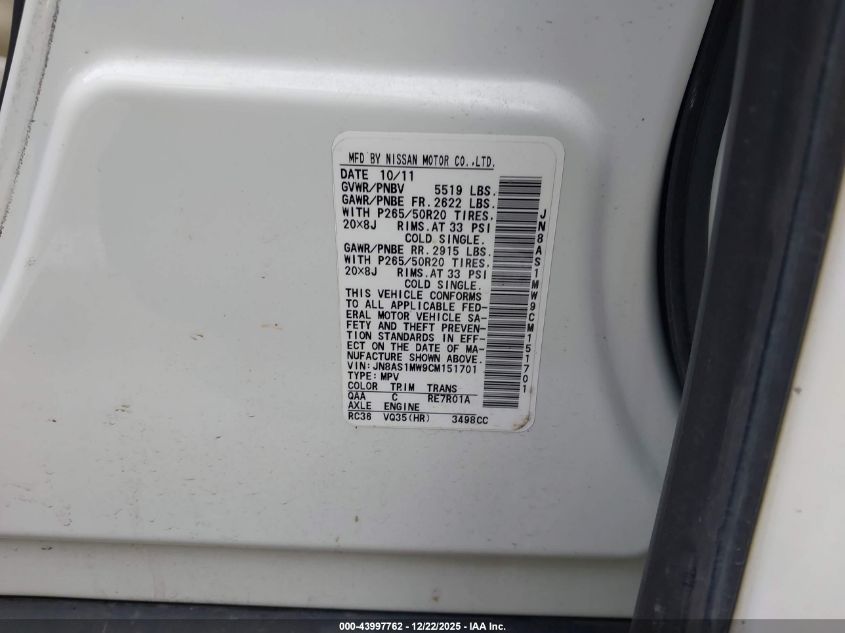 MFD BY NISSAN MOTOR CO.,LTD.
DATE 10/11
GVWR/PNBV 5519 LBS.
GAWR/PNBE FR. 2622 LBS.
WITH P265/50R20 TIRES,
20×8J RIMS.AT 33 PSI
COLD SINGLE.
GAWR/PNBE RR. 2915 LBS.
WITH P265/50R20 TIRES,
20×8J RIMS.AT 33 PSI
COLD SINGLE.
THIS VEHICLE CONFORMS
TO ALL APPLICABLE FED-
ERAL MOTOR VEHICLE SA-
FETY AND THEFT PREVEN-
TION STANDARDS IN EFF-
ECT ON THE DATE OF MA-
NUFACTURE SHOWN ABOVE.
VIN: JN8AS1MW9CM151701
TYPE: MPV
COLOR TRIM TRANS
QAA C RE7R01A
AXLE ENGINE
RC36 VQ35(HR) 3498CC
JN8AS1MW9CM151701
000-43997762 - 12/22/2025 - IAA Inc.